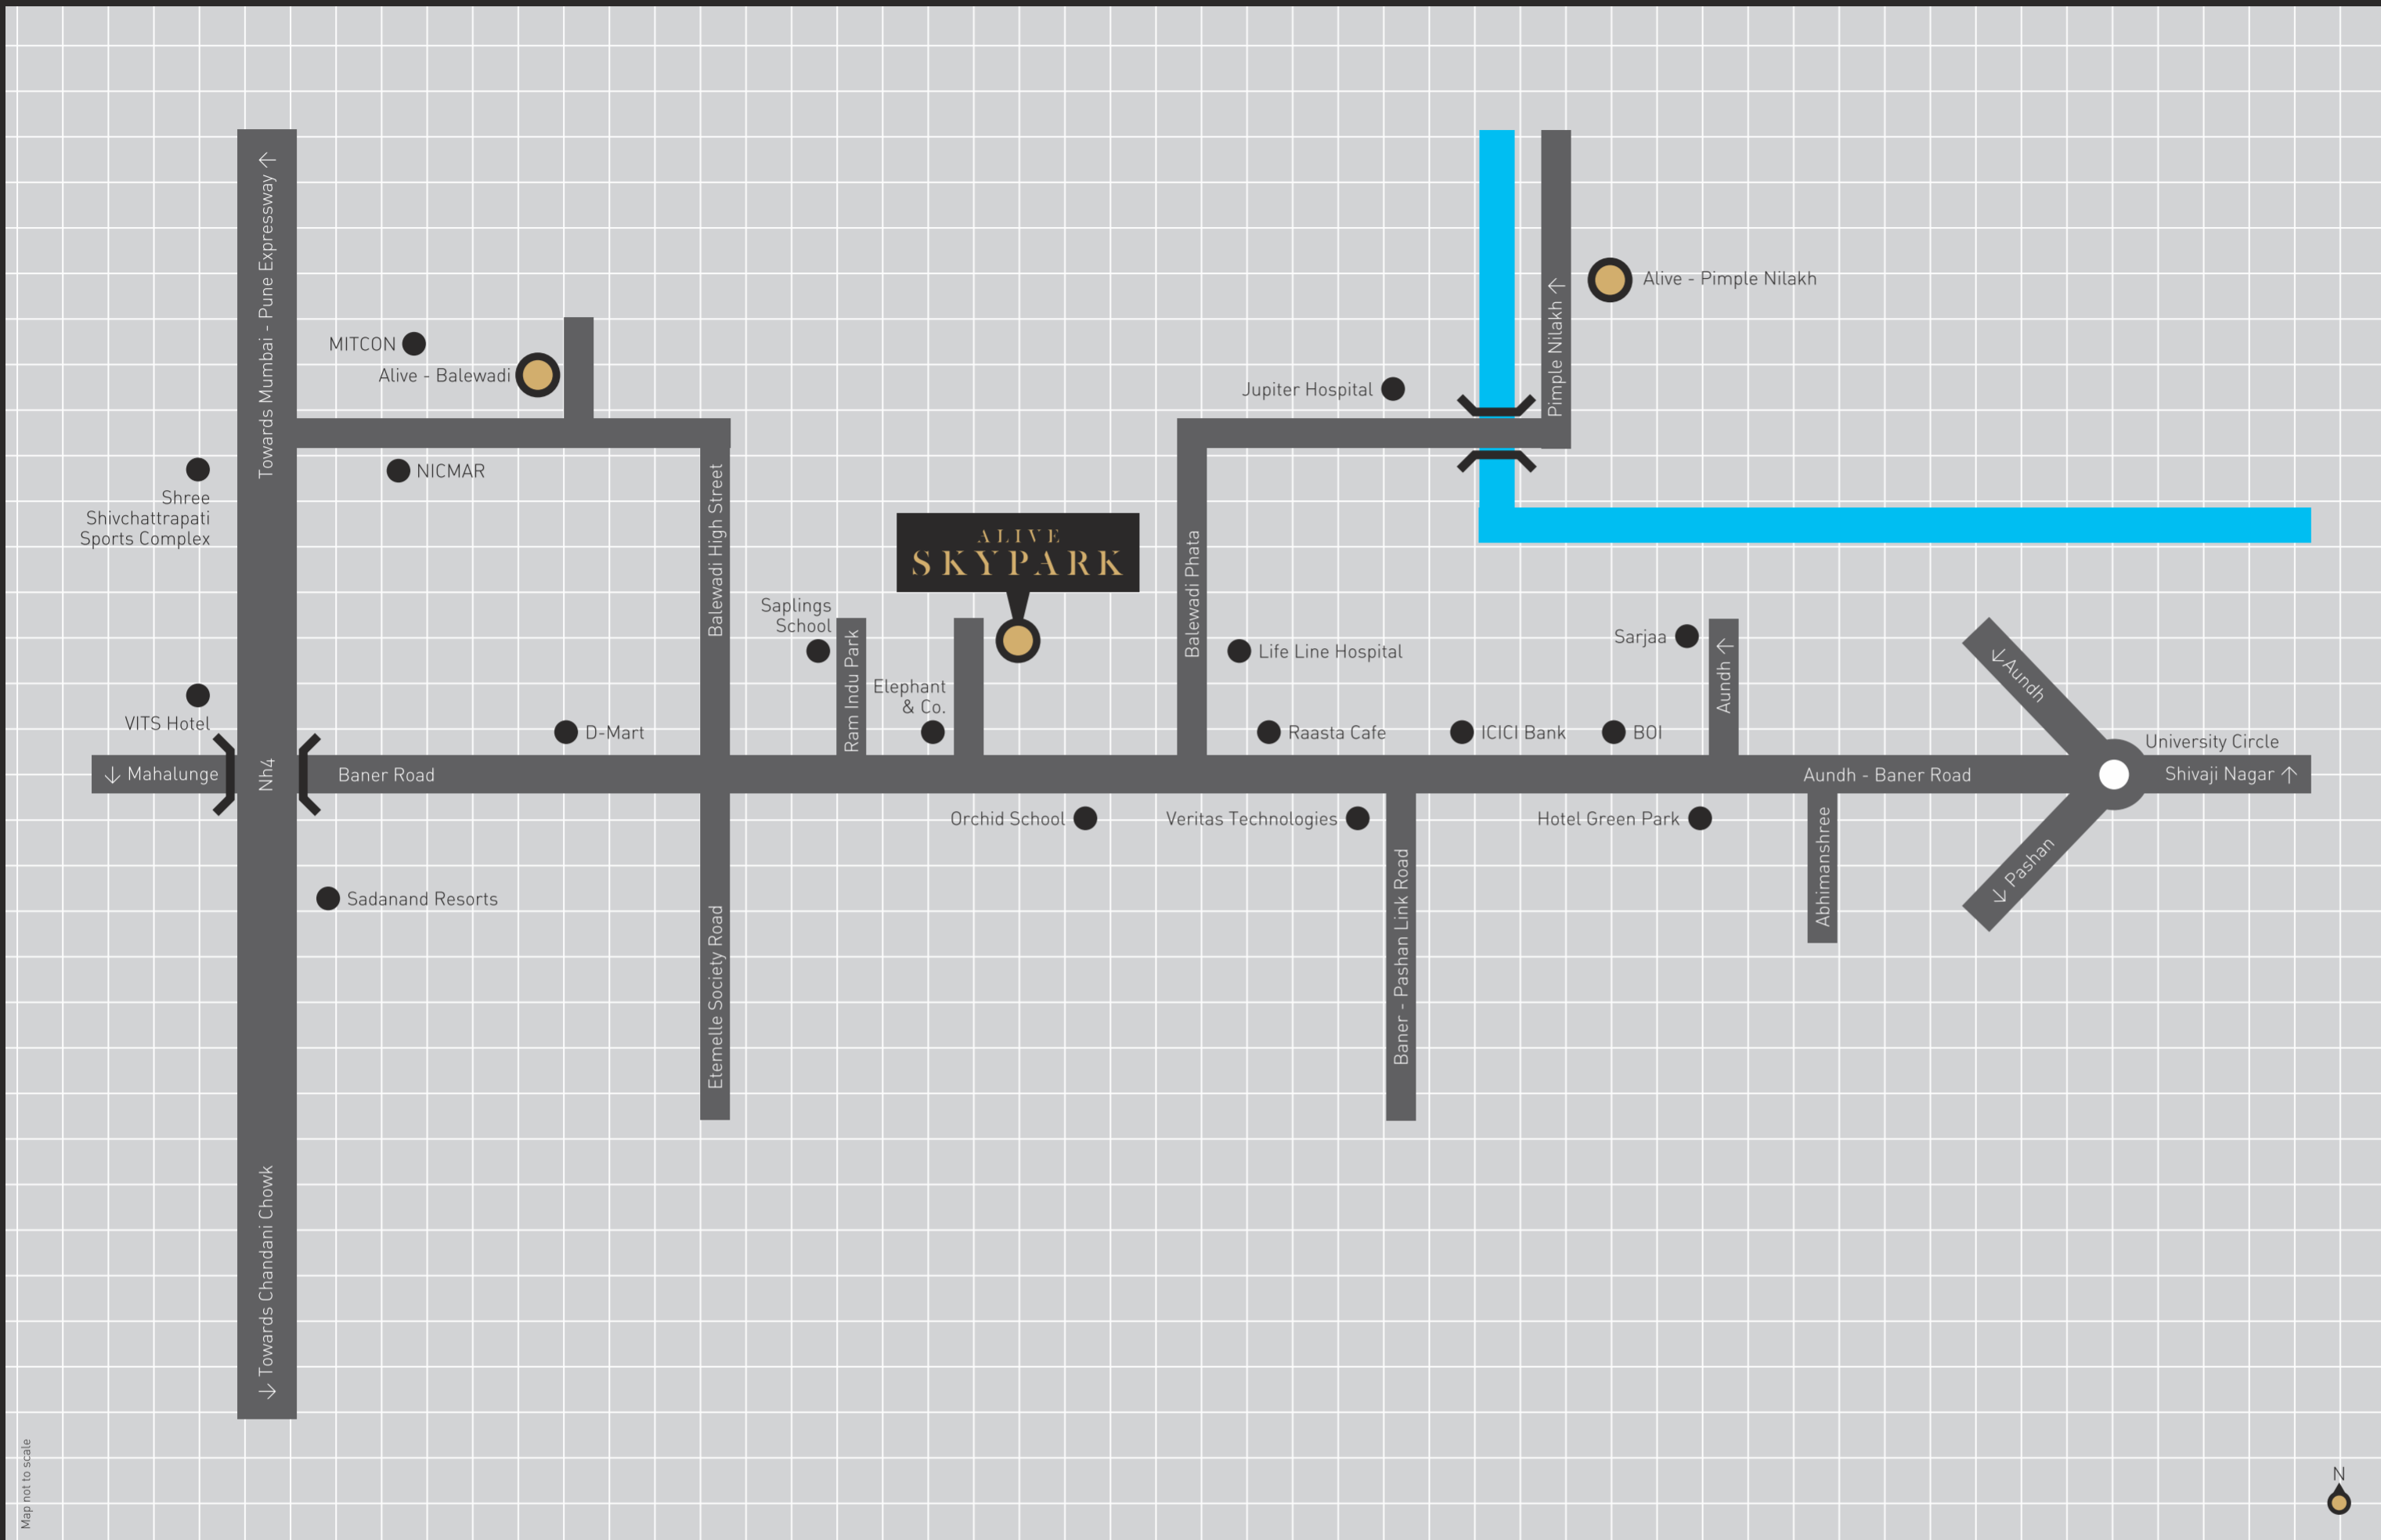 Towards Mumbai - Pune Expressway ↑
Pimple Nilakh ↑
Alive - Pimple Nilakh
MITCON
Alive - Balewadi
Jupiter Hospital
NICMAR
Shree
Shivchattrapati
Sports Complex
Balewadi High Street
ALIVE
SKYPARK
Balewadi Phata
Saplings
School
Ram Indu Park
Life Line Hospital
Sarjaa
Aundh ↑
↓ Aundh
Elephant
& Co.
VITS Hotel
D-Mart
Raasta Cafe
ICICI Bank
BOI
University Circle
↓ Mahalunge
Nh4
Baner Road
Aundh - Baner Road
Shivaji Nagar ↑
Orchid School
Veritas Technologies
Hotel Green Park
Abhimanshree
↓ Pashan
Sadanand Resorts
Eternelle Society Road
Baner - Pashan Link Road
↓ Towards Chandani Chowk
Map not to scale
N